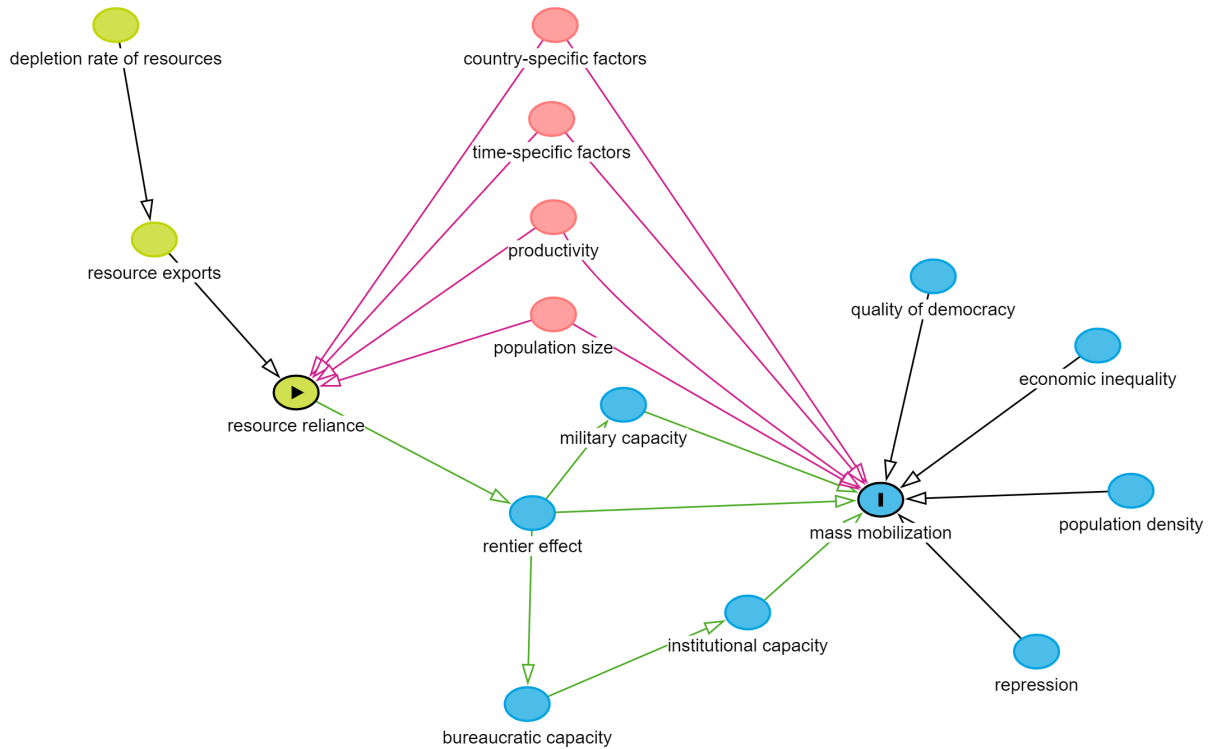 depletion rate of resources
country-specific factors
time-specific factors
resource exports
productivity
quality of democracy
population size
economic inequality
resource reliance
military capacity
population density
mass mobilization
rentier effect
institutional capacity
repression
bureaucratic capacity